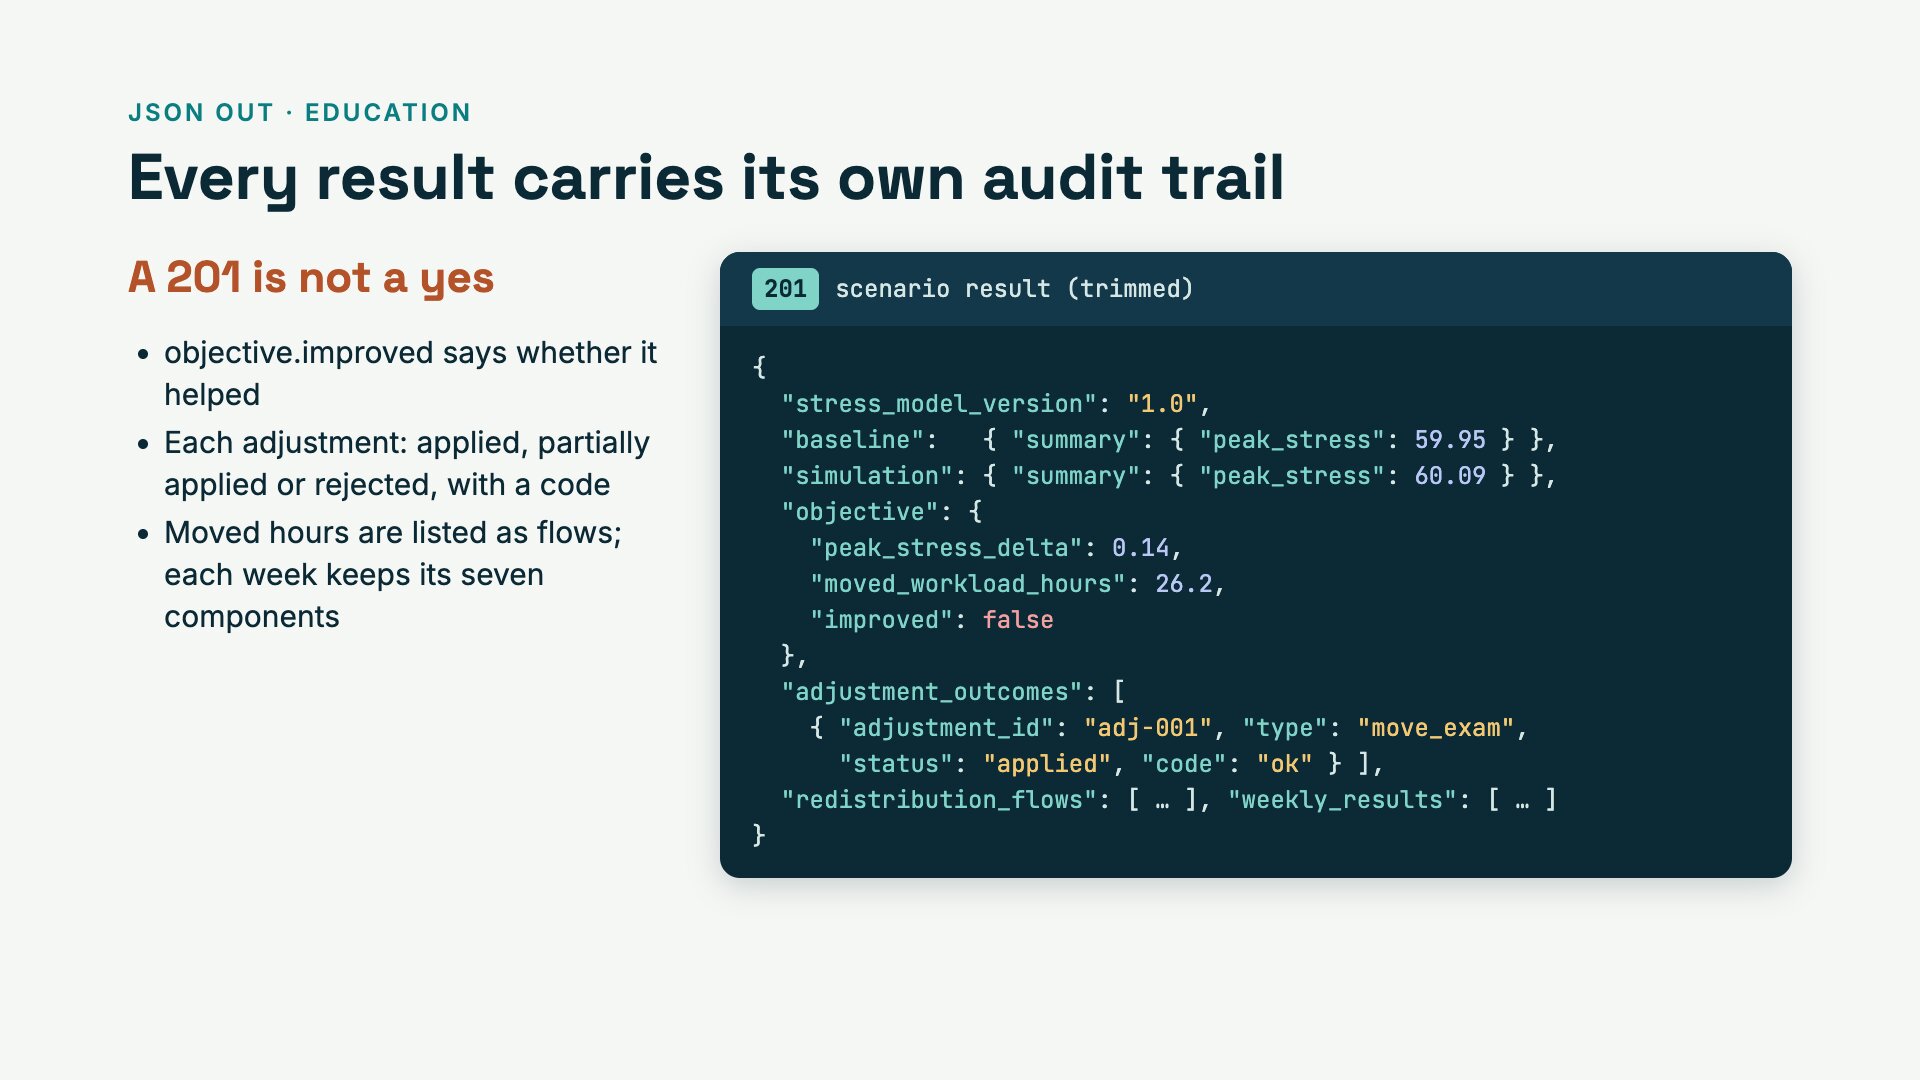 JSON OUT · EDUCATION
Every result carries its own audit trail
A 201 is not a yes
• objective.improved says whether it
helped
• Each adjustment: applied, partially
applied or rejected, with a code
• Moved hours are listed as flows;
each week keeps its seven
components
201 scenario result (trimmed)
{
  "stress_model_version": "1.0",
  "baseline":   { "summary": { "peak_stress": 59.95 } },
  "simulation": { "summary": { "peak_stress": 60.09 } },
  "objective": {
    "peak_stress_delta": 0.14,
    "moved_workload_hours": 26.2,
    "improved": false
  },
  "adjustment_outcomes": [
    { "adjustment_id": "adj-001", "type": "move_exam",
      "status": "applied", "code": "ok" } ],
  "redistribution_flows": [ … ], "weekly_results": [ … ]
}